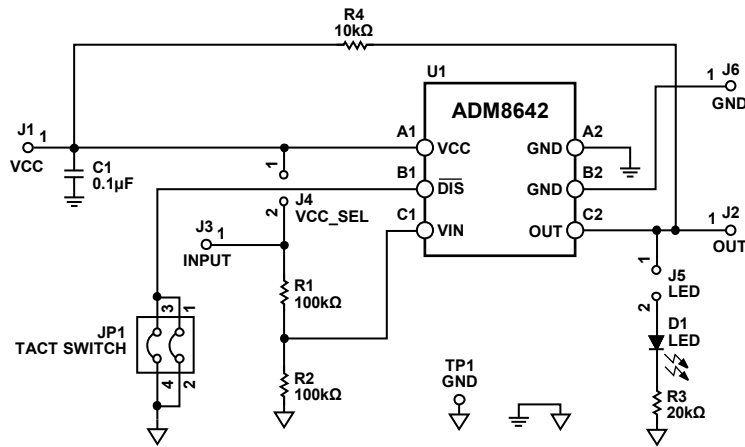 R4
10kΩ
U1
ADM8642
J6
1
GND
J1
1
VCC
A1
VCC
GND
A2
C1
0.1µF
1
B1
DIS
GND
B2
J4
VCC_SEL
2
C1
VIN
OUT
C2
1
J2
OUT
J3
1
INPUT
1
J5
LED
2
R1
100kΩ
D1
LED
3
1
JP1
TACT SWITCH
4
2
R2
100kΩ
TP1
GND
R3
20kΩ